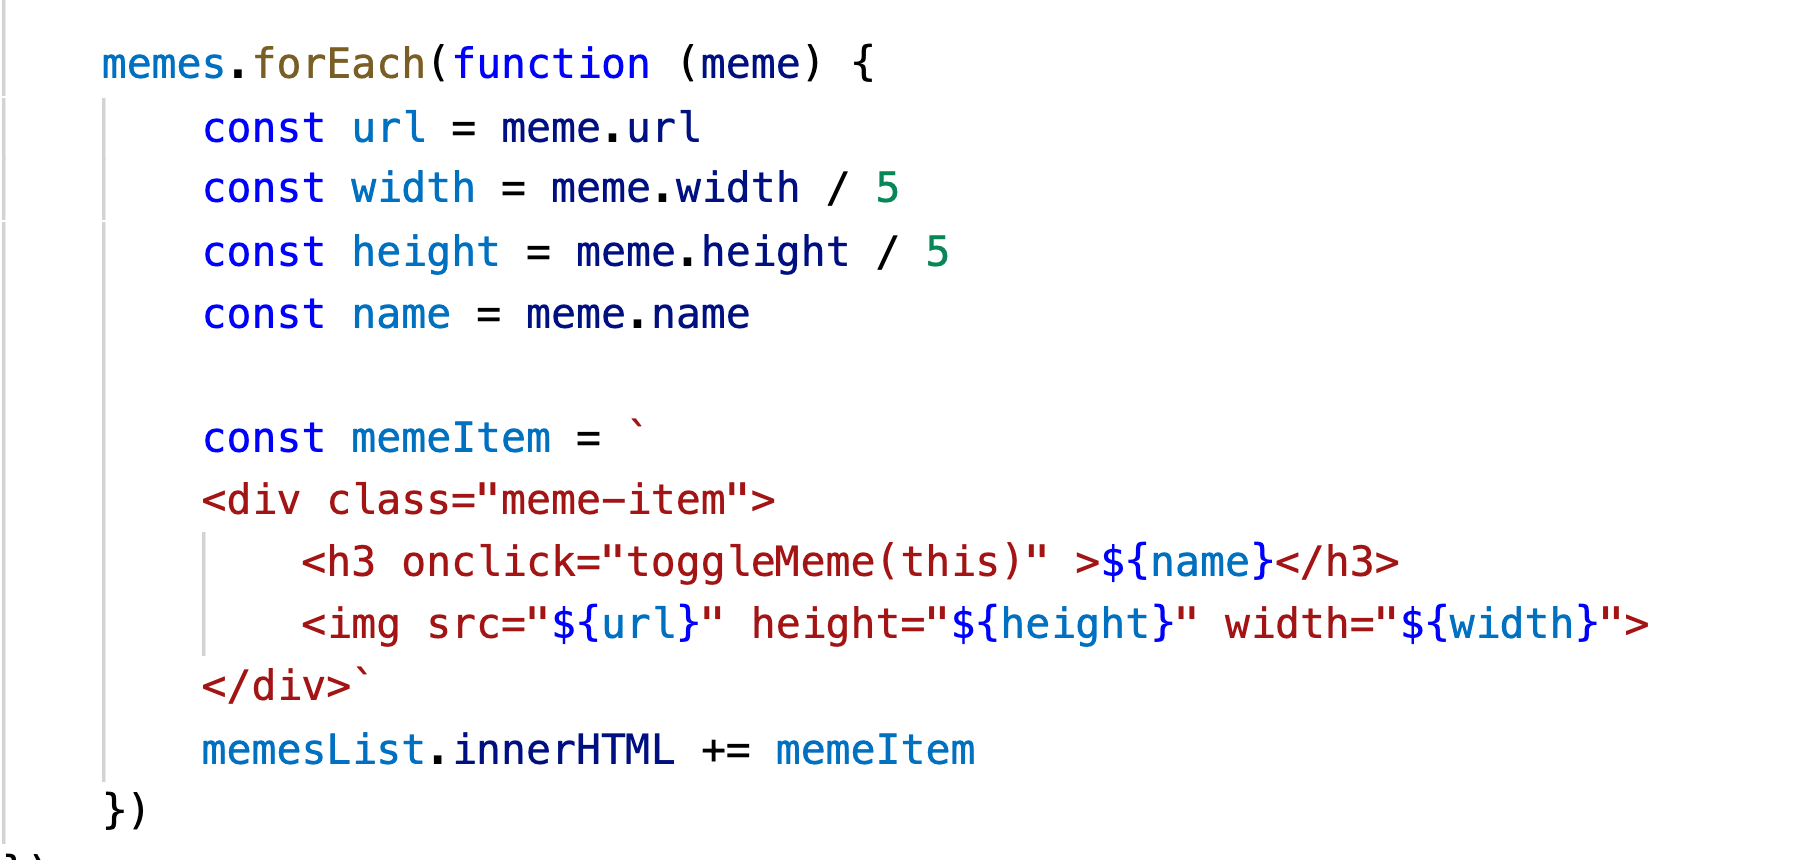 memes.forEach(function (meme) {
const url = meme.url
const width = meme.width / 5
const height = meme.height / 5
const name = meme.name
const memeItem = `
<div class="meme-item">
<h3 onclick="toggleMeme(this)" >${name}</h3>
<img src="${url}" height="${height}" width="${width}">
</div>`
memesList.innerHTML += memeItem
})